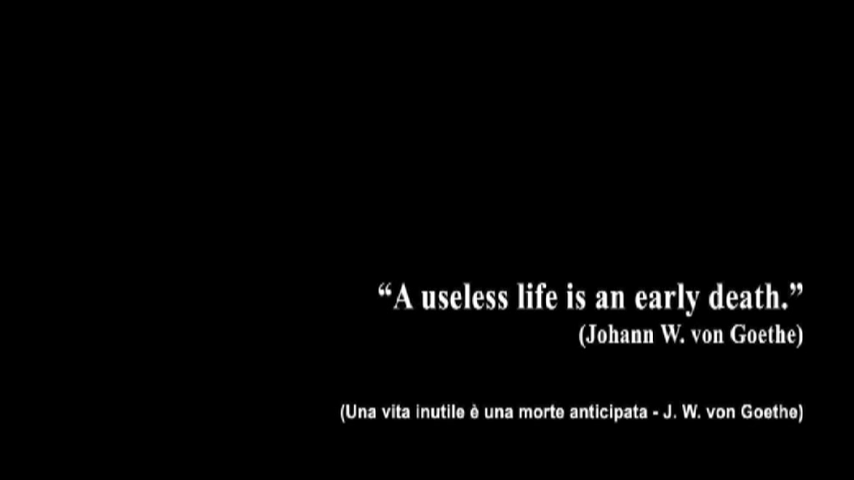 “A useless life is an early death.”
(Johann W. von Goethe)
(Una vita inutile è una morte anticipata - J. W. von Goethe)